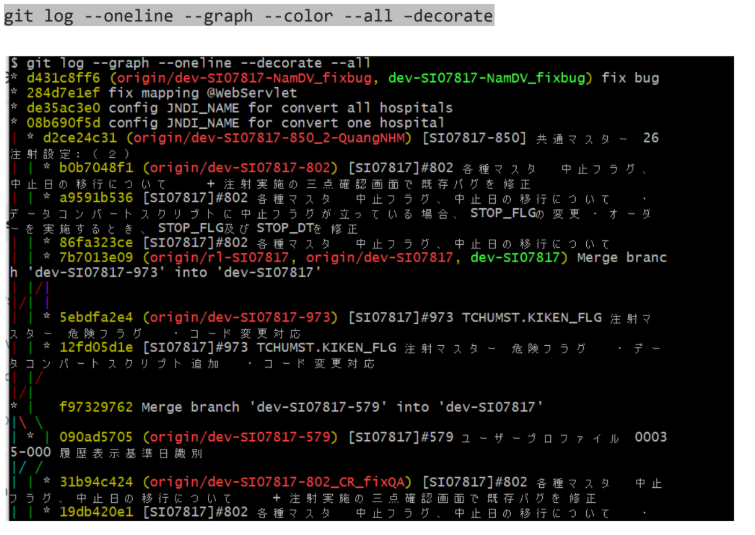 git log --oneline --graph --color --all –decorate
$ git log --graph --oneline --decorate --all
* d431c8ff6 (origin/dev-SI07817-NamDV_fixbug, dev-SI07817-NamDV_fixbug) fix bug
* 284d7e1ef fix mapping @WebServlet
* de35ac3e0 config JNDI_NAME for convert all hospitals
* 08b690f5d config JNDI_NAME for convert one hospital
| * d2ce24c31 (origin/dev-SI07817-850_2-QuangNHM) [SI07817-850] 共通マスター 26
注射設定:(2)
| | * b0b7048f1 (origin/dev-SI07817-802) [SI07817]#802 各種マスタ 中止フラグ、
中止日の移行について +注射実施の三点確認画面で既存バグを修正
| | * a9591b536 [SI07817]#802 各種マスタ 中止フラグ、中止日の移行について ・
データコンバートスクリプトに中止フラグが立っている場合、STOP_FLGの変更・オーダ
ーを実施するとき、STOP_FLG及びSTOP_DTを修正
| | * 86fa323ce [SI07817]#802 各種マスタ 中止フラグ、中止日の移行について
| | * 7b7013e09 (origin/rl-SI07817, origin/dev-SI07817, dev-SI07817) Merge branc
h 'dev-SI07817-973' into 'dev-SI07817'
| |/|
|/| |
| | * 5ebdfa2e4 (origin/dev-SI07817-973) [SI07817]#973 TCHUMST.KIKEN_FLG 注射マ
スター 危険フラグ ・コード変更対応
| | * 12fd05d1e [SI07817]#973 TCHUMST.KIKEN_FLG 注射マスター 危険フラグ ・デー
タコンバートスクリプト追加 ・コード変更対応
| |/
|/|
* | f97329762 Merge branch 'dev-SI07817-579' into 'dev-SI07817'
|\ \
| * | 090ad5705 (origin/dev-SI07817-579) [SI07817]#579 ユーザープロファイル 0003
5-000 履歴表示基準日識別
|/ /
| | * 31b94c424 (origin/dev-SI07817-802_CR_fixQA) [SI07817]#802 各種マスタ 中止
フラグ、中止日の移行について +注射実施の三点確認画面で既存バグを修正
| | * 19db420e1 [SI07817]#802 各種マスタ 中止フラグ、中止日の移行について ・